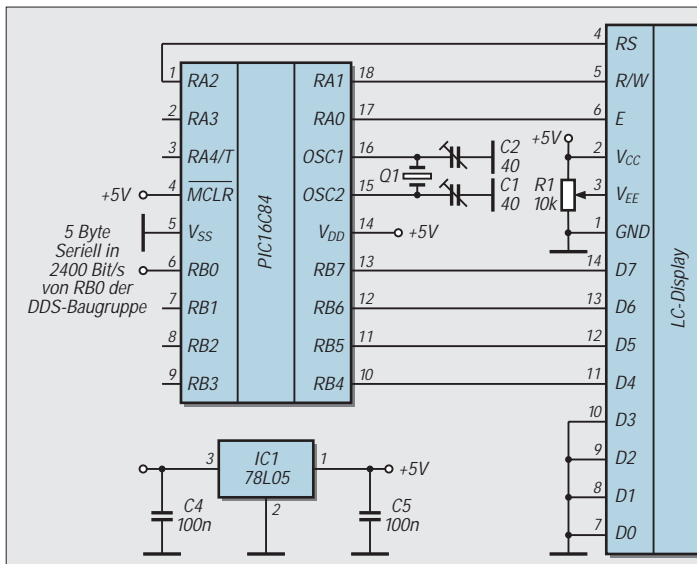 4
RS
1
RA2
RA1
18
5
R/W
2
RA3
RA0
17
6
E
3
RA4/T
OSC1
16
C2
40
+5V
2
VCC
Q1
4
MCLR
OSC2
15
C1
40
R1
10k
3
VEE
+5V
5
VSS
VDD
14
+5V
1
GND
5 Byte
Seriell in
2400 Bit/s
von RB0 der
DDS-Baugruppe
6
RB0
RB7
13
14
D7
7
RB1
RB6
12
13
D6
8
RB2
RB5
11
12
D5
9
RB3
RB4
10
11
D4
PIC16C84
LC-Display
10
D3
9
D2
8
D1
7
D0
3
IC1
78L05
1
+5V
2
C4
100n
C5
100n